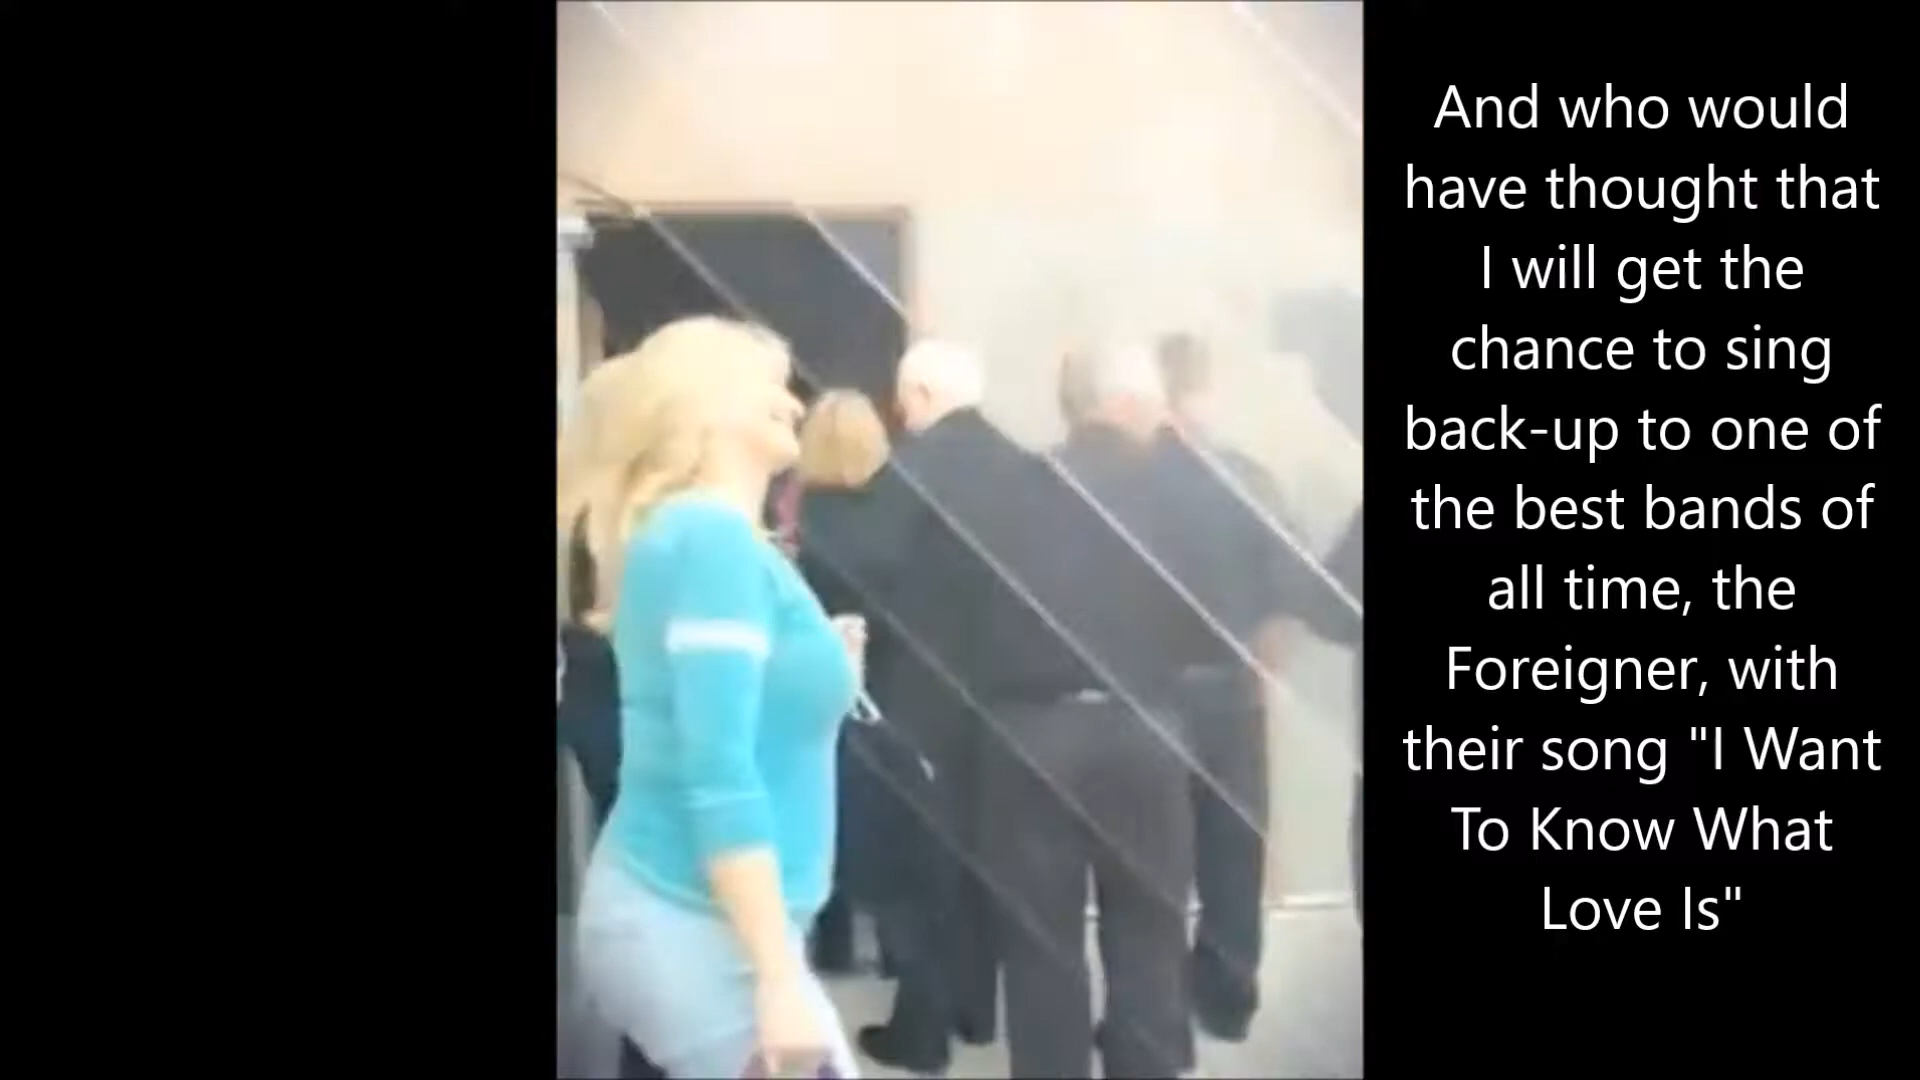 And who would
have thought that
I will get the
chance to sing
back-up to one of
the best bands of
all time, the
Foreigner, with
their song "I Want
To Know What
Love Is"